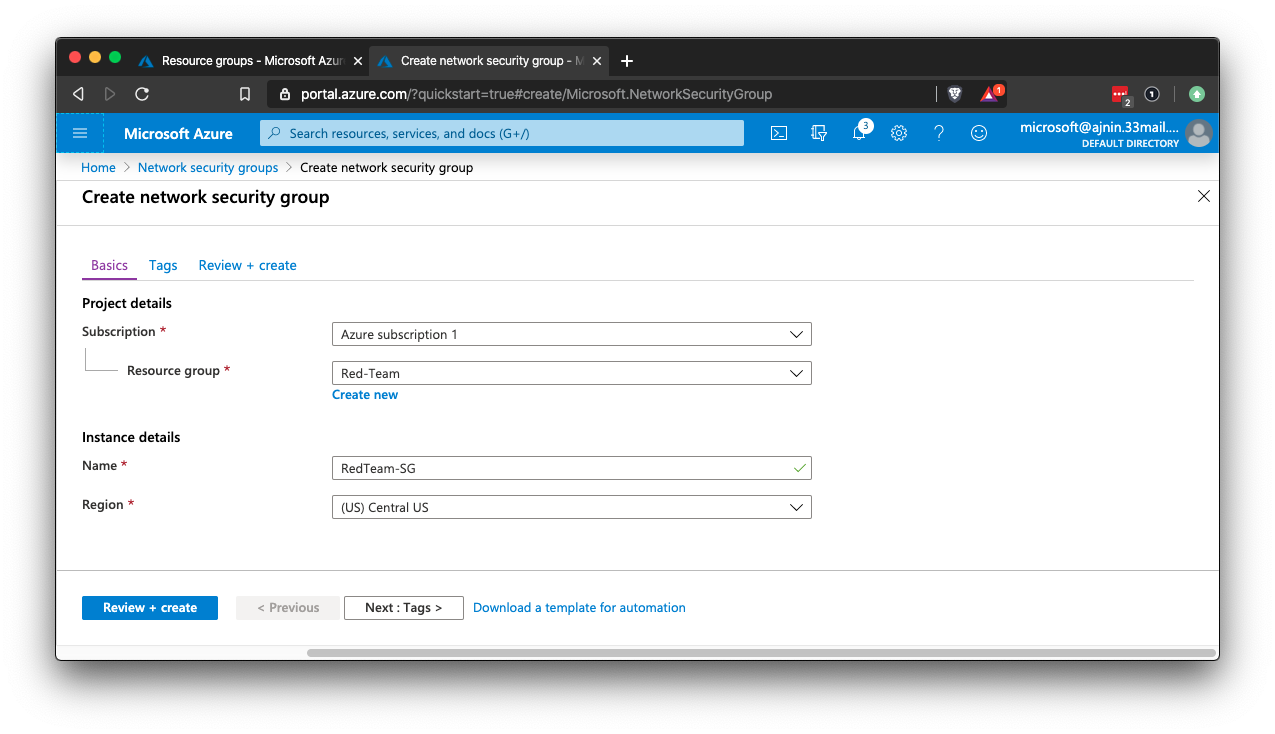 Resource groups - Microsoft Azur
Create network security group - M
portal.azure.com/?quickstart=true#create/Microsoft.NetworkSecurityGroup
1
2
1
Microsoft Azure
Search resources, services, and docs (G+/)
3
microsoft@ajnin.33mail....
DEFAULT DIRECTORY
Home > Network security groups > Create network security group
Create network security group
Basics Tags Review + create
Project details
Subscription *
Azure subscription 1
Resource group *
Red-Team
Create new
Instance details
Name *
RedTeam-SG
Region *
(US) Central US
Review + create
< Previous
Next : Tags >
Download a template for automation